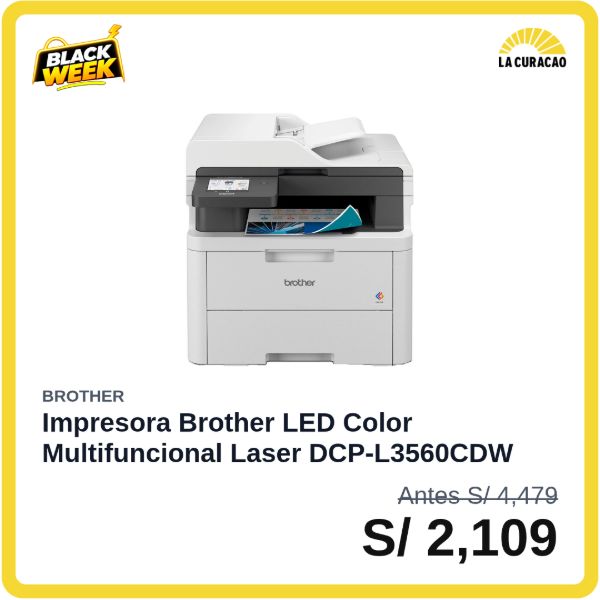 BLACK
WEEK
LA CURACAO
brother
BROTHER
Impresora Brother LED Color
Multifuncional Laser DCP-L3560CDW
Antes S/ 4,479
S/ 2,109